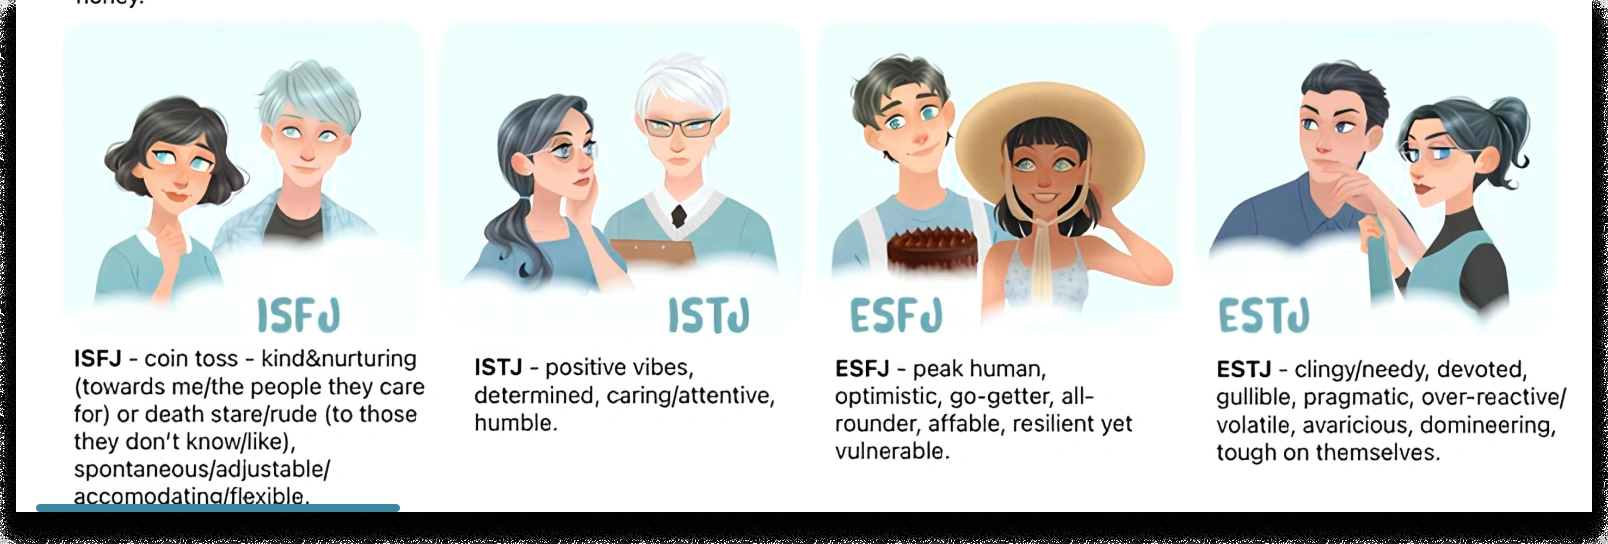 honey.
ISFJ
ISFJ - coin toss - kind&nurturing
(towards me/the people they care
for) or death stare/rude (to those
they don't know/like),
spontaneous/adjustable/
accomodating/flexible.
ISTJ
ISTJ - positive vibes,
determined, caring/attentive,
humble.
ESFJ
ESFJ - peak human,
optimistic, go-getter, all-
rounder, affable, resilient yet
vulnerable.
ESTJ
ESTJ - clingy/needy, devoted,
gullible, pragmatic, over-reactive/
volatile, avaricious, domineering,
tough on themselves.